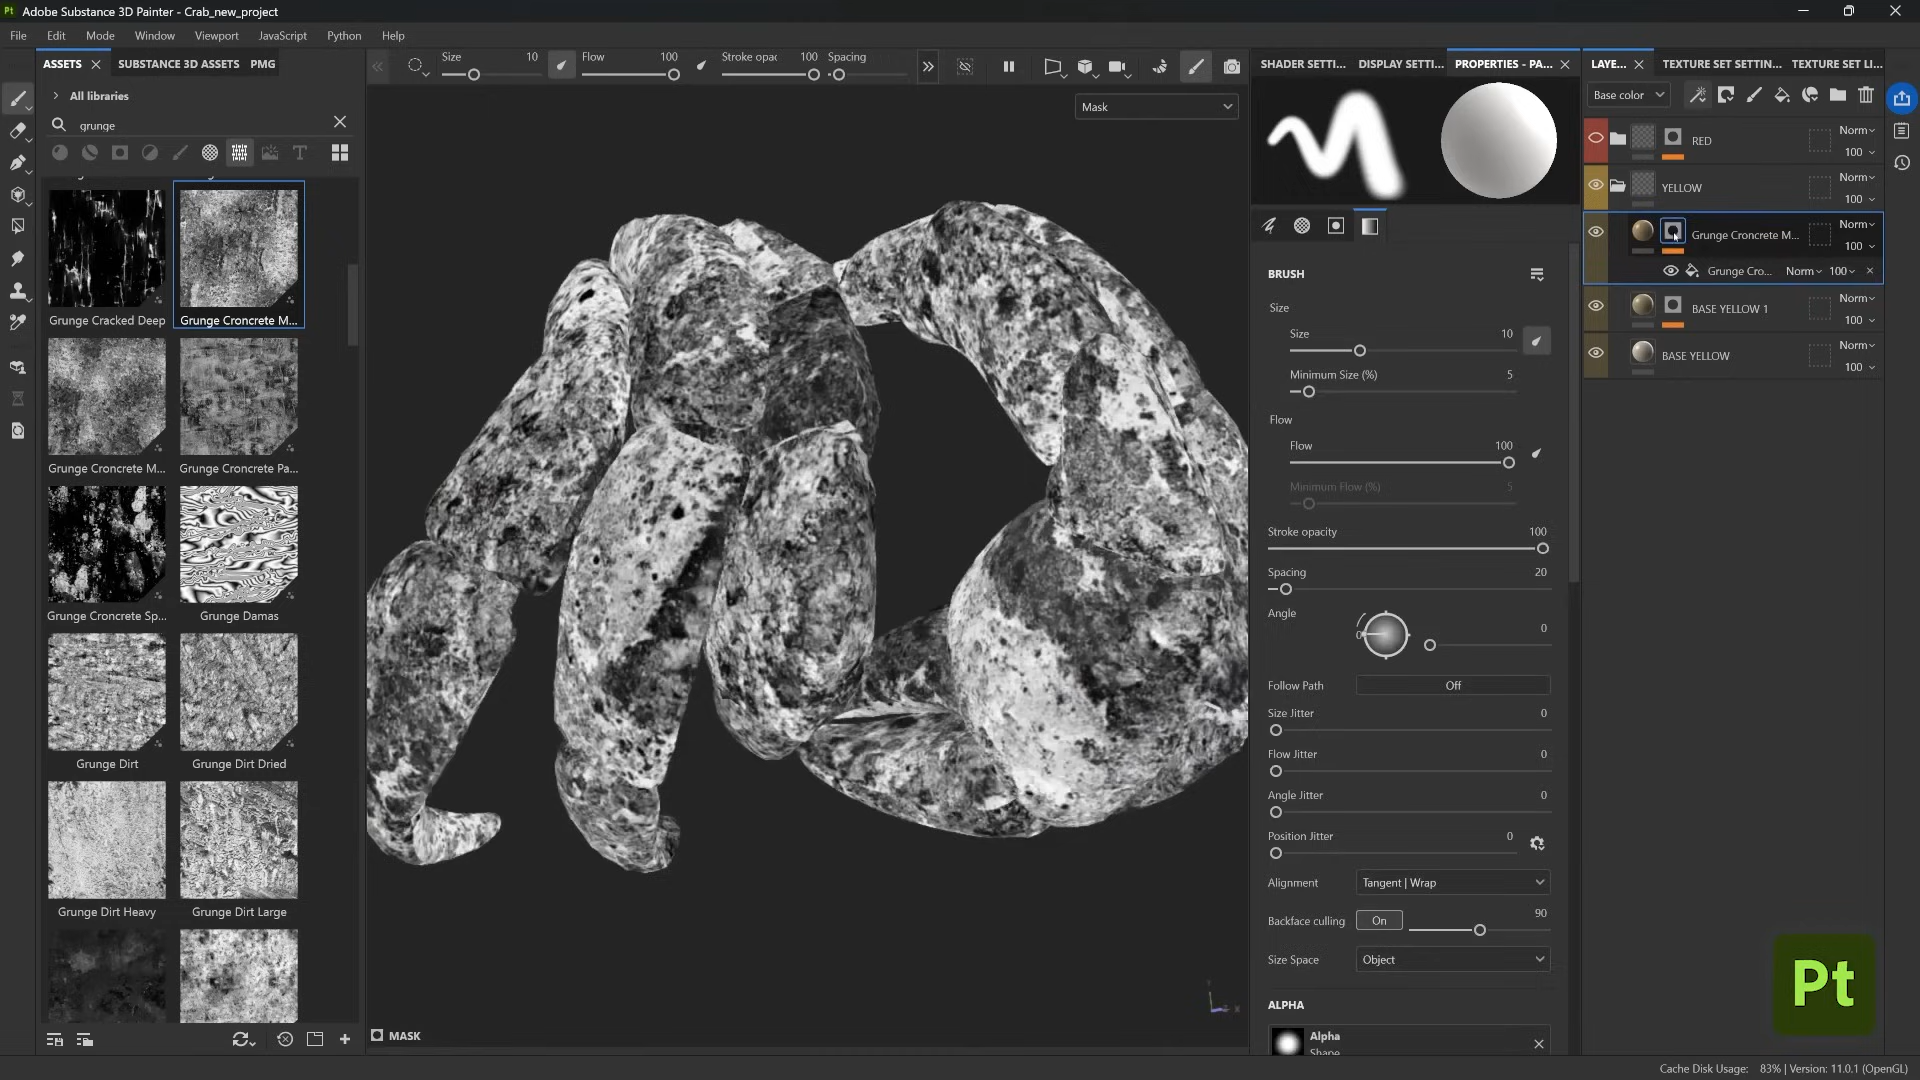 Pt Adobe Substance 3D Painter - Crab_new_project
File Edit Mode Window Viewport JavaScript Python Help
ASSETS SUBSTANCE 3D ASSETS PMG
All libraries
grunge
Grunge Cracked Deep
Grunge Croncrete M...
Grunge Croncrete M...
Grunge Croncrete Pa...
Grunge Concrete Sp...
Grunge Damas
Grunge Dirt
Grunge Dirt Dried
Grunge Dirt Heavy
Grunge Dirt Large
Size 10
Flow 100
Stroke opac 100
Spacing
Mask
MASK
SHADER SETTI... DISPLAY SETTI... PROPERTIES - PA...
BRUSH
Size
Size 10
Minimum Size (%) 5
Flow
Flow 100
Minimum Flow (%) 5
Stroke opacity 100
Spacing 20
Angle
0 0
Follow Path Off
Size Jitter 0
Flow Jitter 0
Angle Jitter 0
Position Jitter 0
Alignment Tangent | Wrap
Backface culling On 90
Size Space Object
ALPHA
Alpha
Shape
LAYE... TEXTURE SET SETTIN... TEXTURE SET LI...
Base color
RED Norm
100
YELLOW Norm
100
Grunge Croncrete M... Norm
100
Grunge Cro... Norm 100
BASE YELLOW 1 Norm
100
BASE YELLOW Norm
100
Pt
Cache Disk Usage: 83% | Version: 11.0.1 (OpenGL)